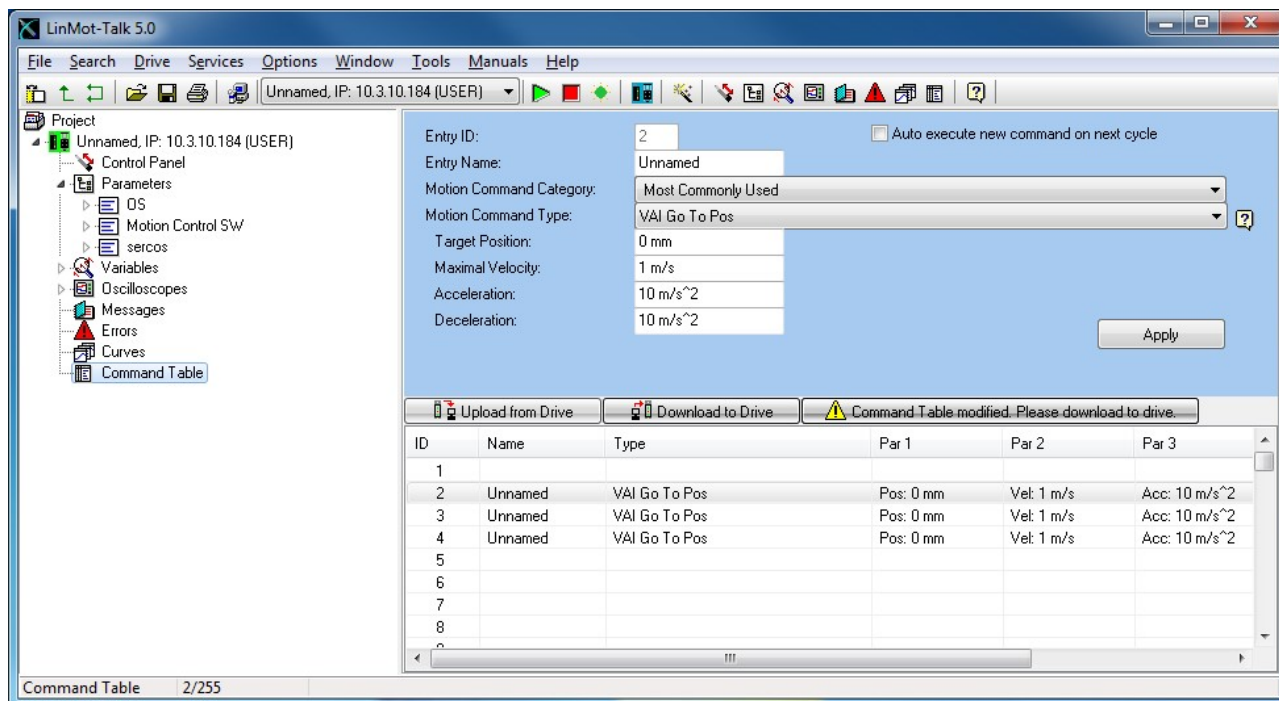 LinMot-Talk 5.0
File Search Drive Services Options Window Tools Manuals Help
Unnamed, IP: 10.3.10.184 (USER)
Project
Unnamed, IP: 10.3.10.184 (USER)
Control Panel
Parameters
OS
Motion Control SW
sercos
Variables
Oscilloscopes
Messages
Errors
Curves
Command Table
Entry ID: 2
Auto execute new command on next cycle
Entry Name: Unnamed
Motion Command Category: Most Commonly Used
Motion Command Type: VAI Go To Pos
Target Position: 0 mm
Maximal Velocity: 1 m/s
Acceleration: 10 m/s^2
Deceleration: 10 m/s^2
Apply
Upload from Drive Download to Drive Command Table modified. Please download to drive.
ID Name Type Par 1 Par 2 Par 3
1
2 Unnamed VAI Go To Pos Pos: 0 mm Vel: 1 m/s Acc: 10 m/s^2
3 Unnamed VAI Go To Pos Pos: 0 mm Vel: 1 m/s Acc: 10 m/s^2
4 Unnamed VAI Go To Pos Pos: 0 mm Vel: 1 m/s Acc: 10 m/s^2
5
6
7
8
Command Table 2/255